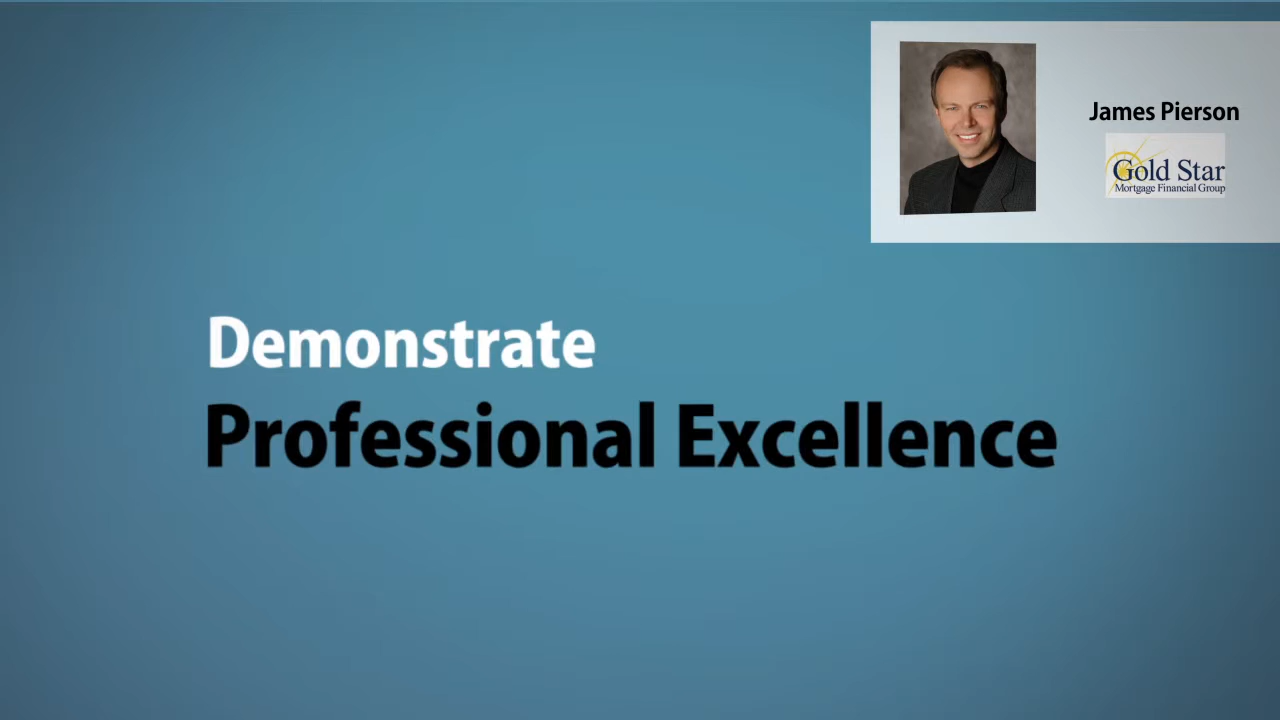 James Pierson
Gold Star
Mortgage Financial Group
Demonstrate
Professional Excellence